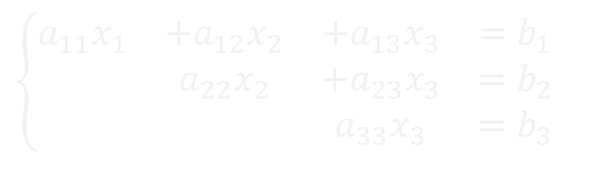 a₁₁x₁ +a₁₂x₂ +a₁₃x₃ = b₁
a₂₂x₂ +a₂₃x₃ = b₂
a₃₃x₃ = b₃